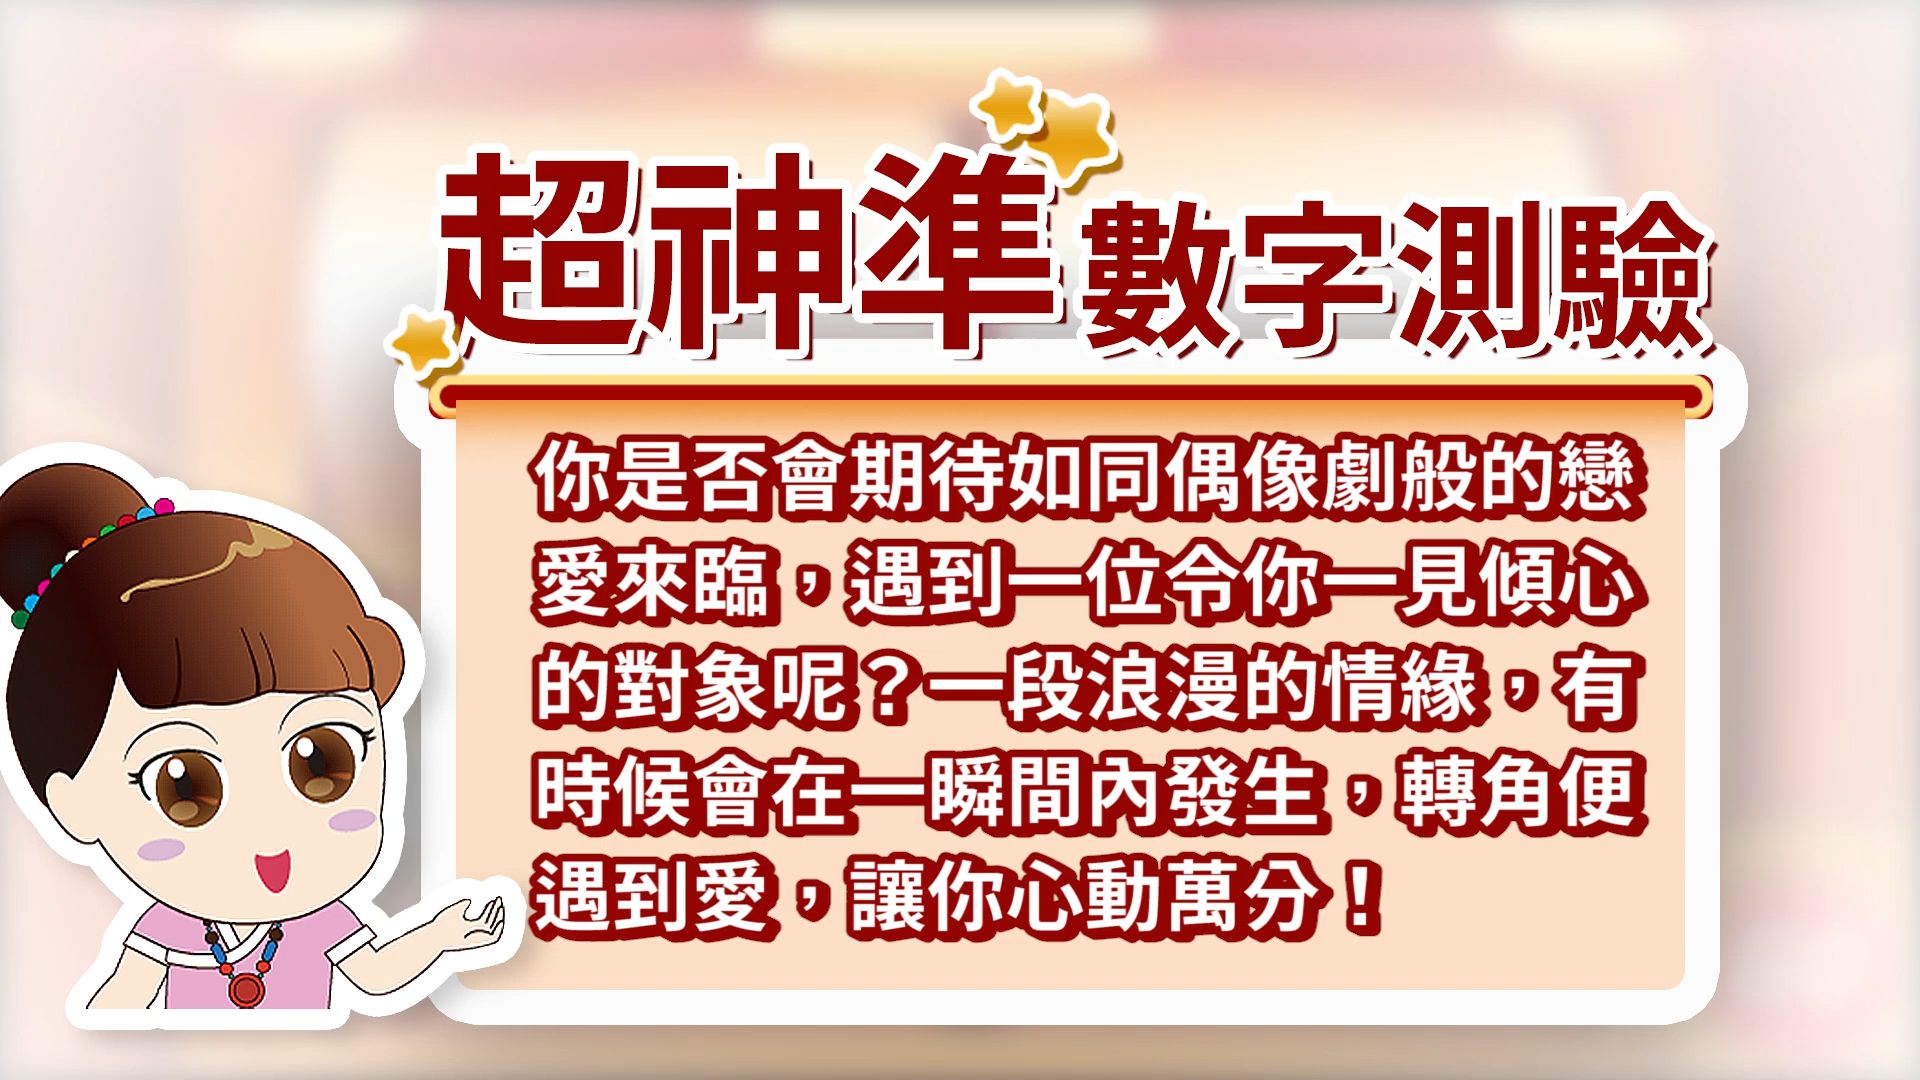 超神準數字測驗
你是否會期待如同偶像劇般的戀
愛來臨，遇到一位令你一見傾心
的對象呢？一段浪漫的情緣，有
時候會在一瞬間內發生，轉角便
遇到愛，讓你心動萬分！